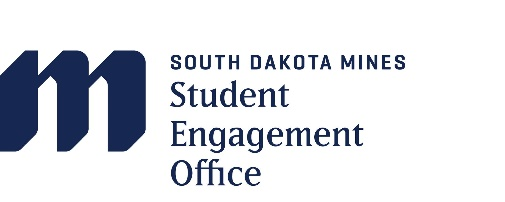 m
SOUTH DAKOTA MINES
Student
Engagement
Office